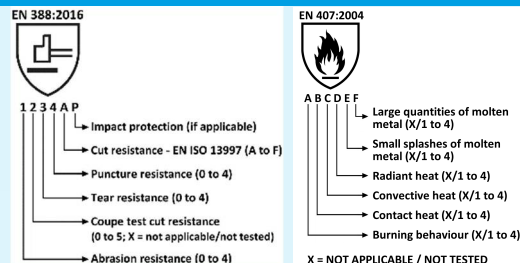 EN 388:2016
1 2 3 4 A P
Impact protection (if applicable)
Cut resistance - EN ISO 13997 (A to F)
Puncture resistance (0 to 4)
Tear resistance (0 to 4)
Coupe test cut resistance
(0 to 5; X = not applicable/not tested)
Abrasion resistance (0 to 4)
EN 407:2004
A B C D E F
Large quantities of molten
metal (X/1 to 4)
Small splashes of molten
metal (X/1 to 4)
Radiant heat (X/1 to 4)
Convective heat (X/1 to 4)
Contact heat (X/1 to 4)
Burning behaviour (X/1 to 4)
X = NOT APPLICABLE / NOT TESTED